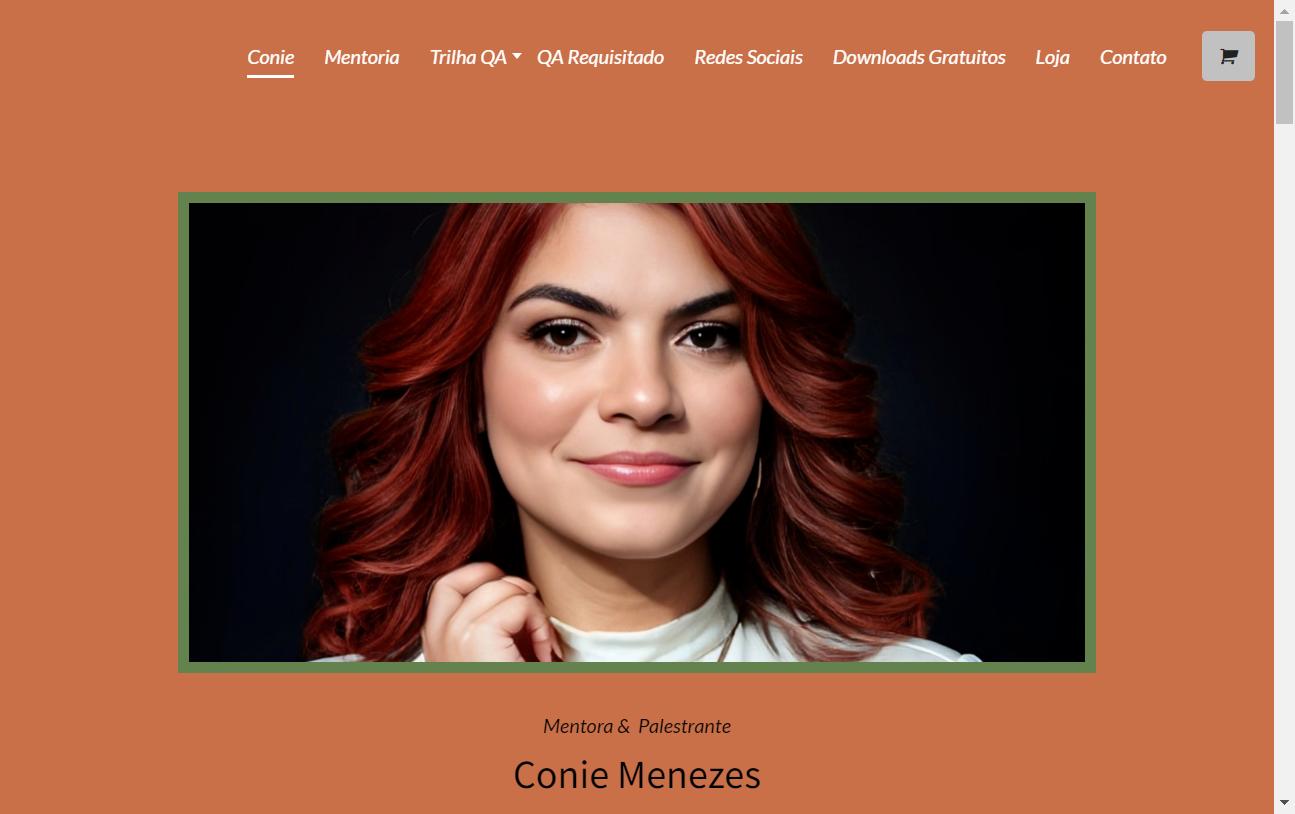 Conie Mentoria Trilha QA QA Requisitado Redes Sociais Downloads Gratuitos Loja Contato
Mentora & Palestrante
Conie Menezes